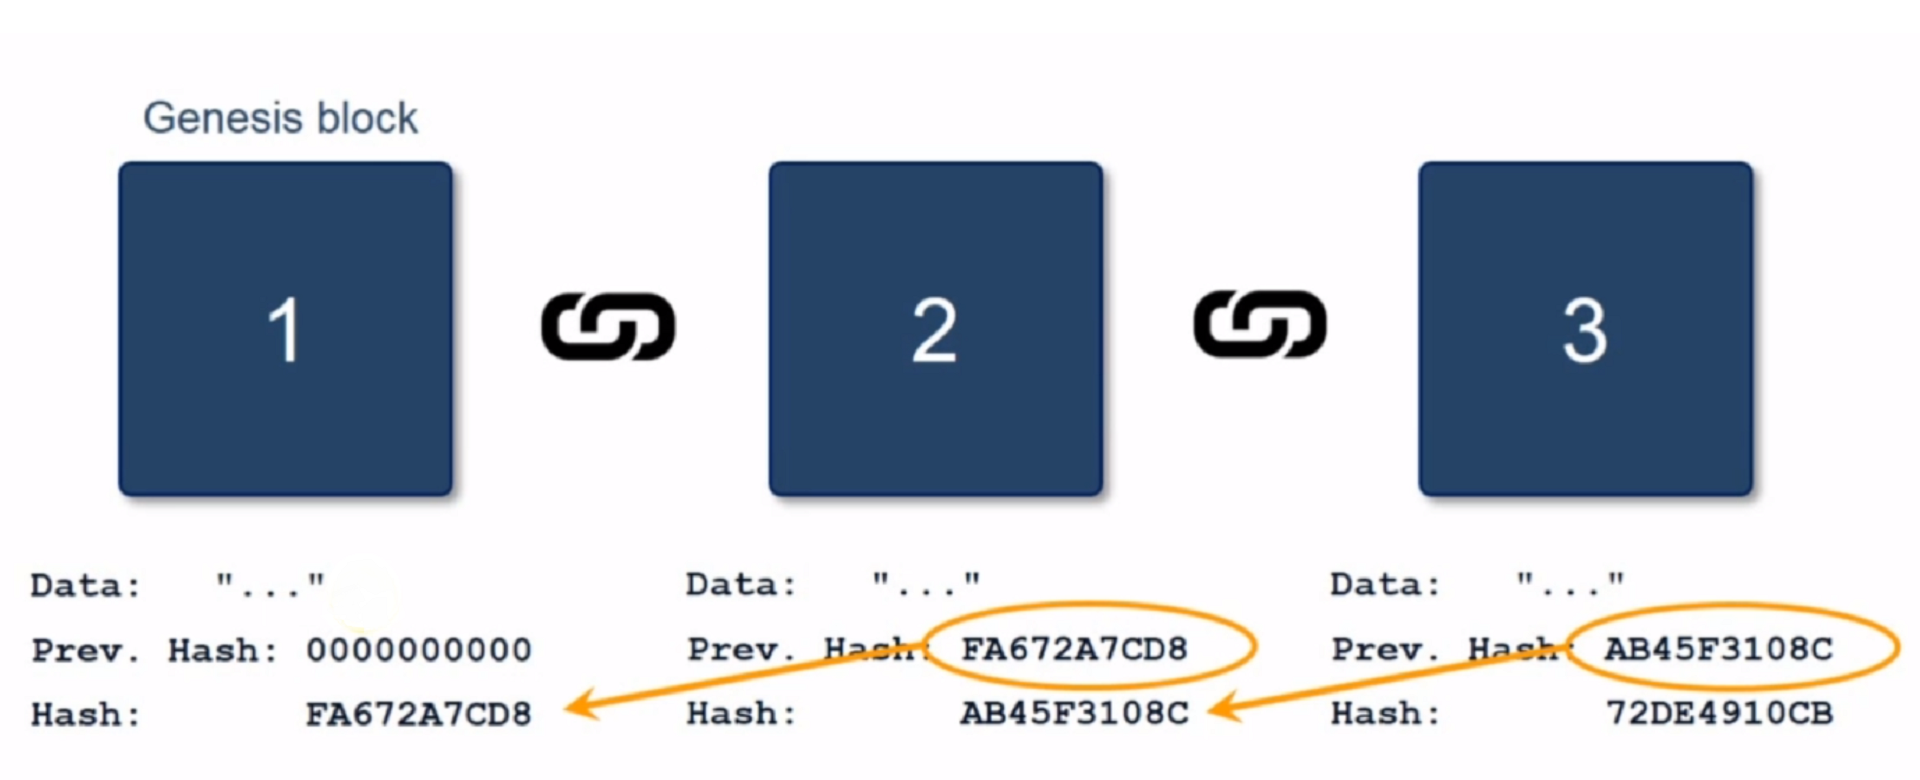 Genesis block
1
2
3
Data: "..."
Prev. Hash: 0000000000
Hash: FA672A7CD8
Data: "..."
Prev. Hash: FA672A7CD8
Hash: AB45F3108C
Data: "..."
Prev. Hash: AB45F3108C
Hash: 72DE4910CB